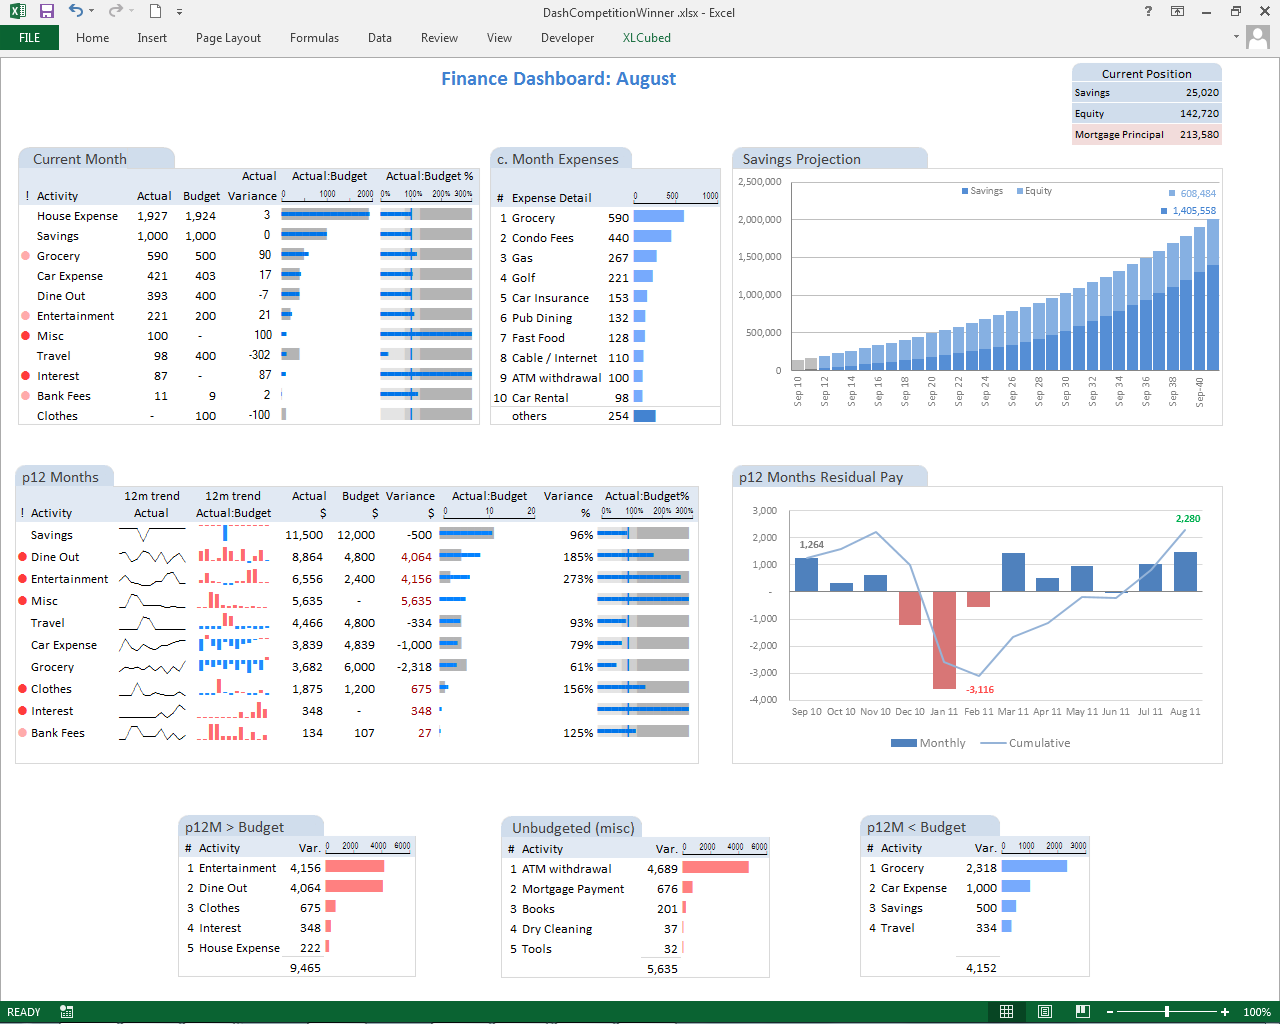 DashCompetitionWinner .xlsx - Excel
FILE Home Insert Page Layout Formulas Data Review View Developer XLCubed
Finance Dashboard: August
Current Position
Savings 25,020
Equity 142,720
Mortgage Principal 213,580
Current Month
Actual Actual:Budget Actual:Budget %
! Activity Actual Budget Variance 0 1000 2000 0% 100% 200% 300%
House Expense 1,927 1,924 3
Savings 1,000 1,000 0
Grocery 590 500 90
Car Expense 421 403 17
Dine Out 393 400 -7
Entertainment 221 200 21
Misc 100 - 100
Travel 98 400 -302
Interest 87 - 87
Bank Fees 11 9 2
Clothes - 100 -100
c. Month Expenses
# Expense Detail 0 500 1000
1 Grocery 590
2 Condo Fees 440
3 Gas 267
4 Golf 221
5 Car Insurance 153
6 Pub Dining 132
7 Fast Food 128
8 Cable / Internet 110
9 ATM withdrawal 100
10 Car Rental 98
others 254
Savings Projection
2,500,000
Savings Equity
608,484
1,405,558
2,000,000
1,500,000
1,000,000
500,000
0
Sep 10 Sep 12 Sep 14 Sep 16 Sep 18 Sep 20 Sep 22 Sep 24 Sep 26 Sep 28 Sep 30 Sep 32 Sep 34 Sep 36 Sep 38 Sep-40
p12 Months
12m trend 12m trend Actual Budget Variance Actual:Budget Variance Actual:Budget%
! Activity Actual Actual:Budget $ $ $ 0 10 20 % 0% 100% 200% 300%
Savings 11,500 12,000 -500 96%
Dine Out 8,864 4,800 4,064 185%
Entertainment 6,556 2,400 4,156 273%
Misc 5,635 - 5,635
Travel 4,466 4,800 -334 93%
Car Expense 3,839 4,839 -1,000 79%
Grocery 3,682 6,000 -2,318 61%
Clothes 1,875 1,200 675 156%
Interest 348 - 348
Bank Fees 134 107 27 125%
p12 Months Residual Pay
3,000
2,280
2,000
1,264
1,000
-
-1,000
-2,000
-3,000
-3,116
-4,000
Sep 10 Oct 10 Nov 10 Dec 10 Jan 11 Feb 11 Mar 11 Apr 11 May 11 Jun 11 Jul 11 Aug 11
Monthly Cumulative
p12M > Budget
# Activity Var. 0 2000 4000 6000
1 Entertainment 4,156
2 Dine Out 4,064
3 Clothes 675
4 Interest 348
5 House Expense 222
9,465
Unbudgeted (misc)
# Activity Var. 0 2000 4000 6000
1 ATM withdrawal 4,689
2 Mortgage Payment 676
3 Books 201
4 Dry Cleaning 37
5 Tools 32
5,635
p12M < Budget
# Activity Var. 0 1000 2000 3000
1 Grocery 2,318
2 Car Expense 1,000
3 Savings 500
4 Travel 334
4,152
READY 100%